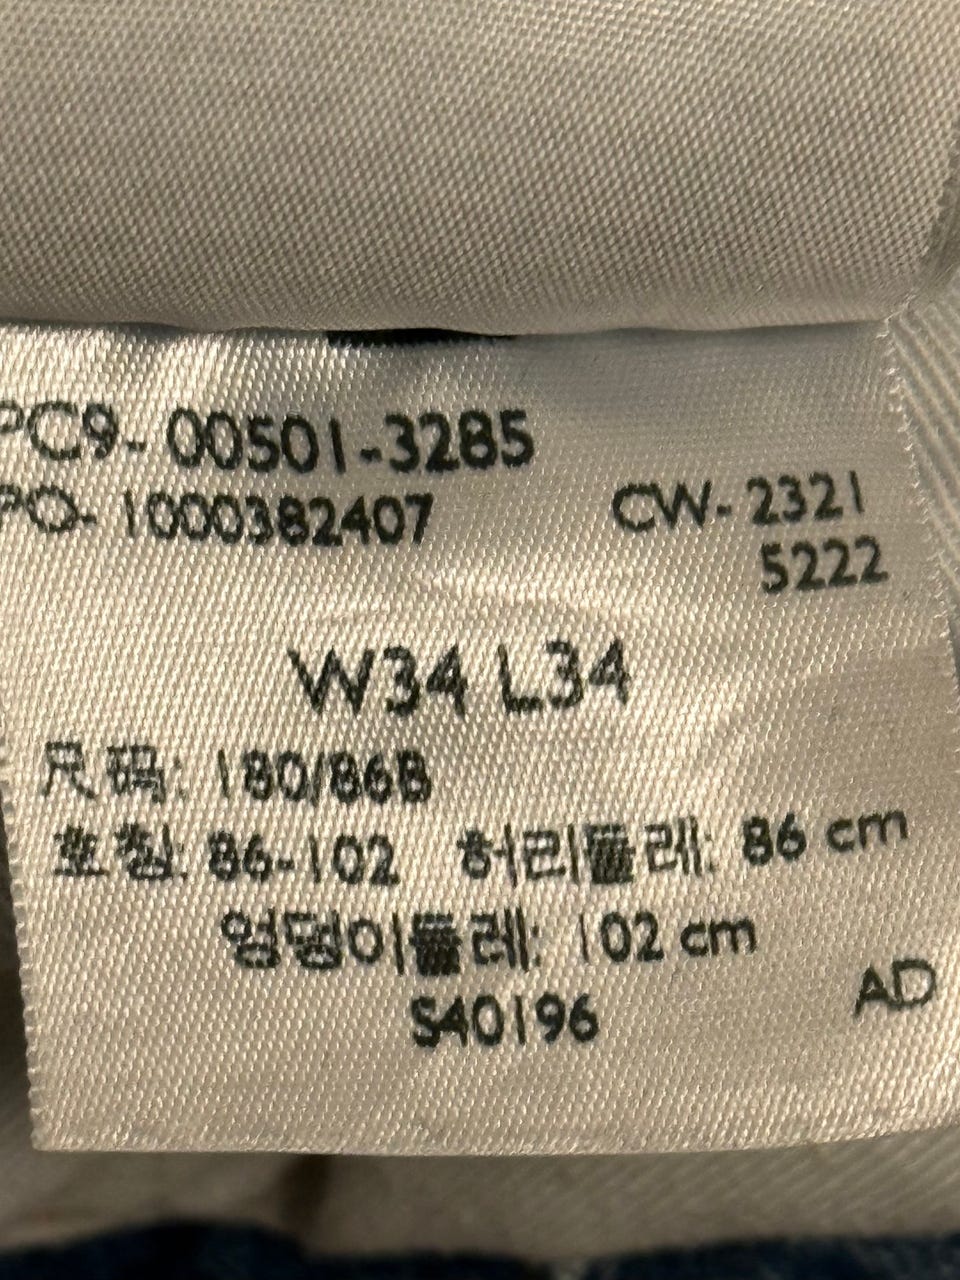 PC9-00501-3285
PO-1000382407 CW-2321
5222
W34 L34
尺码: 180/86B
호칭: 86-102 허리둘레: 86 cm
엉덩이둘레: 102 cm
S40196
AD